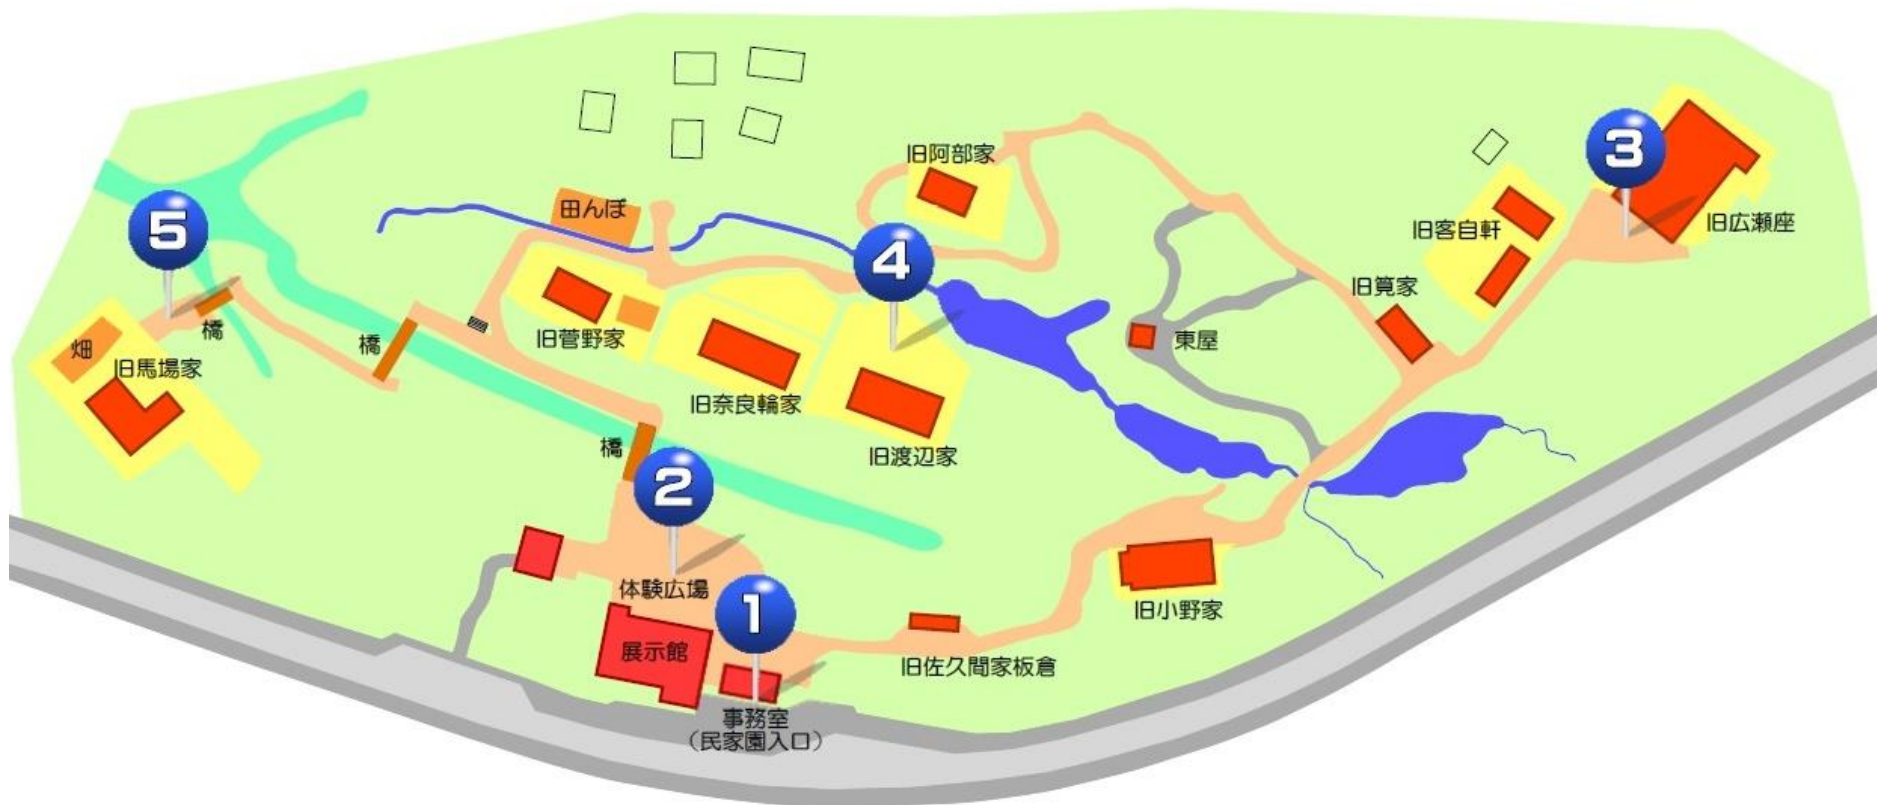 3
旧阿部家
田んぼ
5
旧広瀬座
旧客自軒
4
旧筧家
橋
橋
東屋
旧菅野家
畑
旧馬場家
旧奈良輪家
橋
旧渡辺家
2
体験広場
1
旧小野家
展示館
旧佐久間家板倉
事務室
（民家園入口）